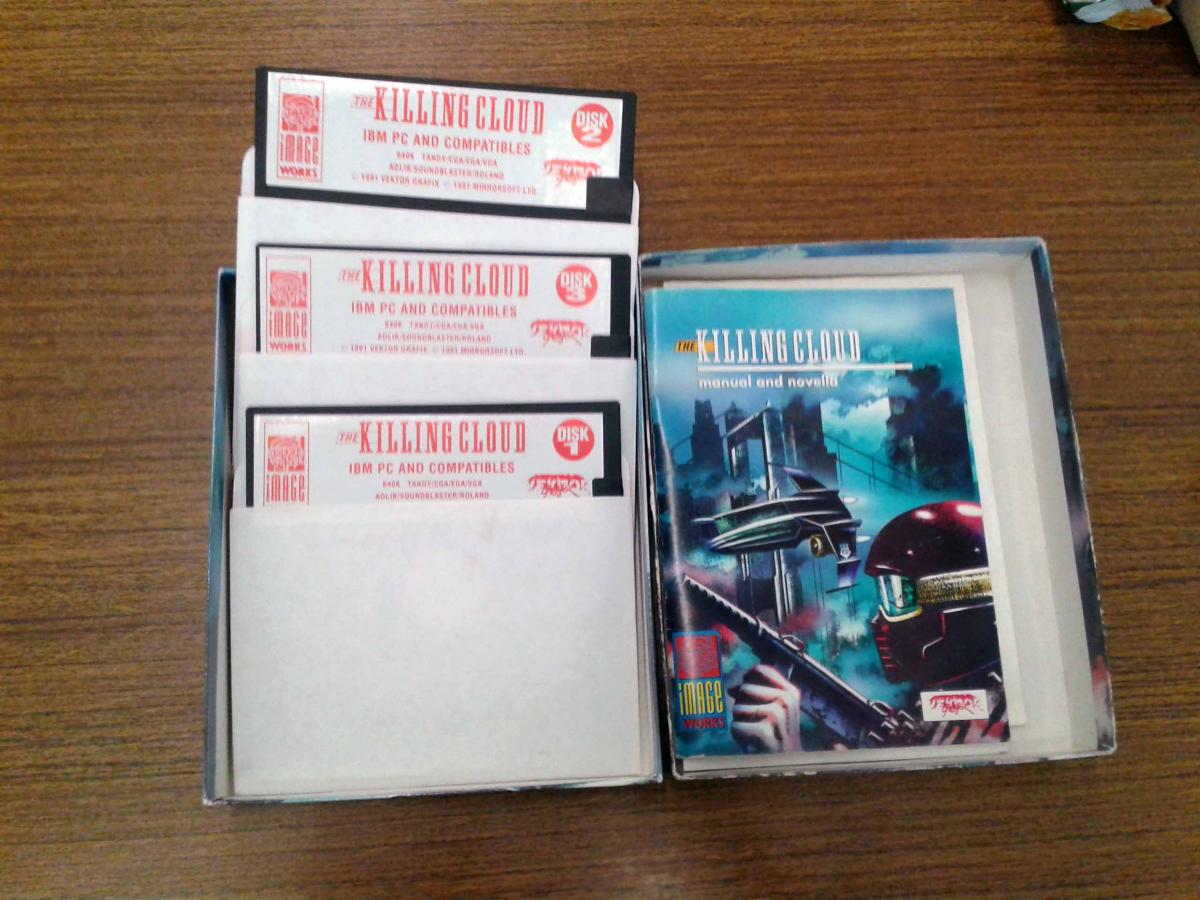 THE KILLING CLOUD
DISK 2
IBM PC AND COMPATIBLES
640K TANDY/CGA/EGA/VGA
ADLIB/SOUNDBLASTER/ROLAND
© 1991 VEKTOR GRAFIX © 1991 MIRRORSOFT LTD.
iMAGE
WORKS
THE KILLING CLOUD
DISK 3
IBM PC AND COMPATIBLES
640K TANDY/CGA/EGA/VGA
ADLIB/SOUNDBLASTER/ROLAND
© 1991 VEKTOR GRAFIX © 1991 MIRRORSOFT LTD.
iMAGE
WORKS
THE KILLING CLOUD
DISK 1
IBM PC AND COMPATIBLES
640K TANDY/CGA/EGA/VGA
ADLIB/SOUNDBLASTER/ROLAND
iMAGE
THE KILLING CLOUD
manual and novella
iMAGE
WORKS